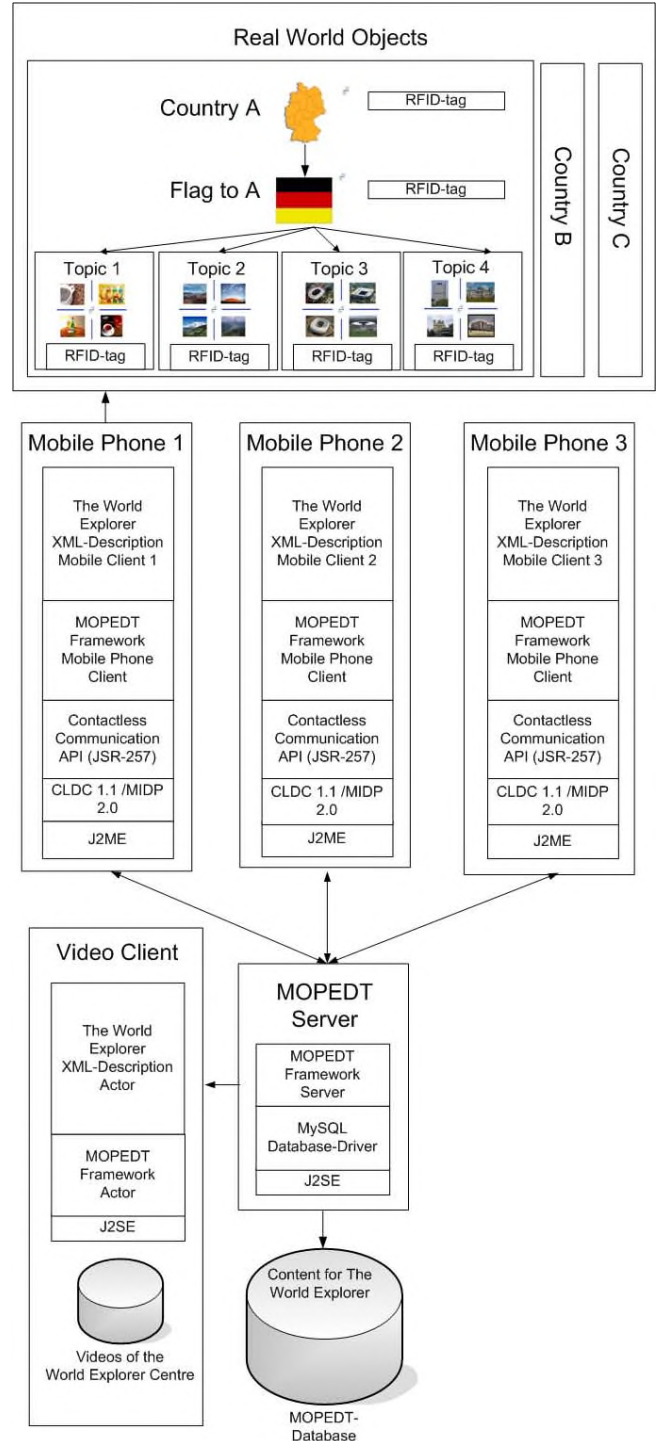 Real World Objects
Country A
RFID-tag
Flag to A
RFID-tag
Topic 1
RFID-tag
Topic 2
RFID-tag
Topic 3
RFID-tag
Topic 4
RFID-tag
Country B
Country C
Mobile Phone 1
The World
Explorer
XML-Description
Mobile Client 1
MOPEDT
Framework
Mobile Phone
Client
Contactless
Communication
API (JSR-257)
CLDC 1.1 /MIDP
2.0
J2ME
Mobile Phone 2
The World
Explorer
XML-Description
Mobile Client 2
MOPEDT
Framework
Mobile Phone
Client
Contactless
Communication
API (JSR-257)
CLDC 1.1 /MIDP
2.0
J2ME
Mobile Phone 3
The World
Explorer
XML-Description
Mobile Client 3
MOPEDT
Framework
Mobile Phone
Client
Contactless
Communication
API (JSR-257)
CLDC 1.1 /MIDP
2.0
J2ME
Video Client
The World
Explorer
XML-Description
Actor
MOPEDT
Framework
Actor
J2SE
Videos of the
World Explorer Centre
MOPEDT
Server
MOPEDT
Framework
Server
MySQL
Database-Driver
J2SE
Content for The
World Explorer
MOPEDT-
Database